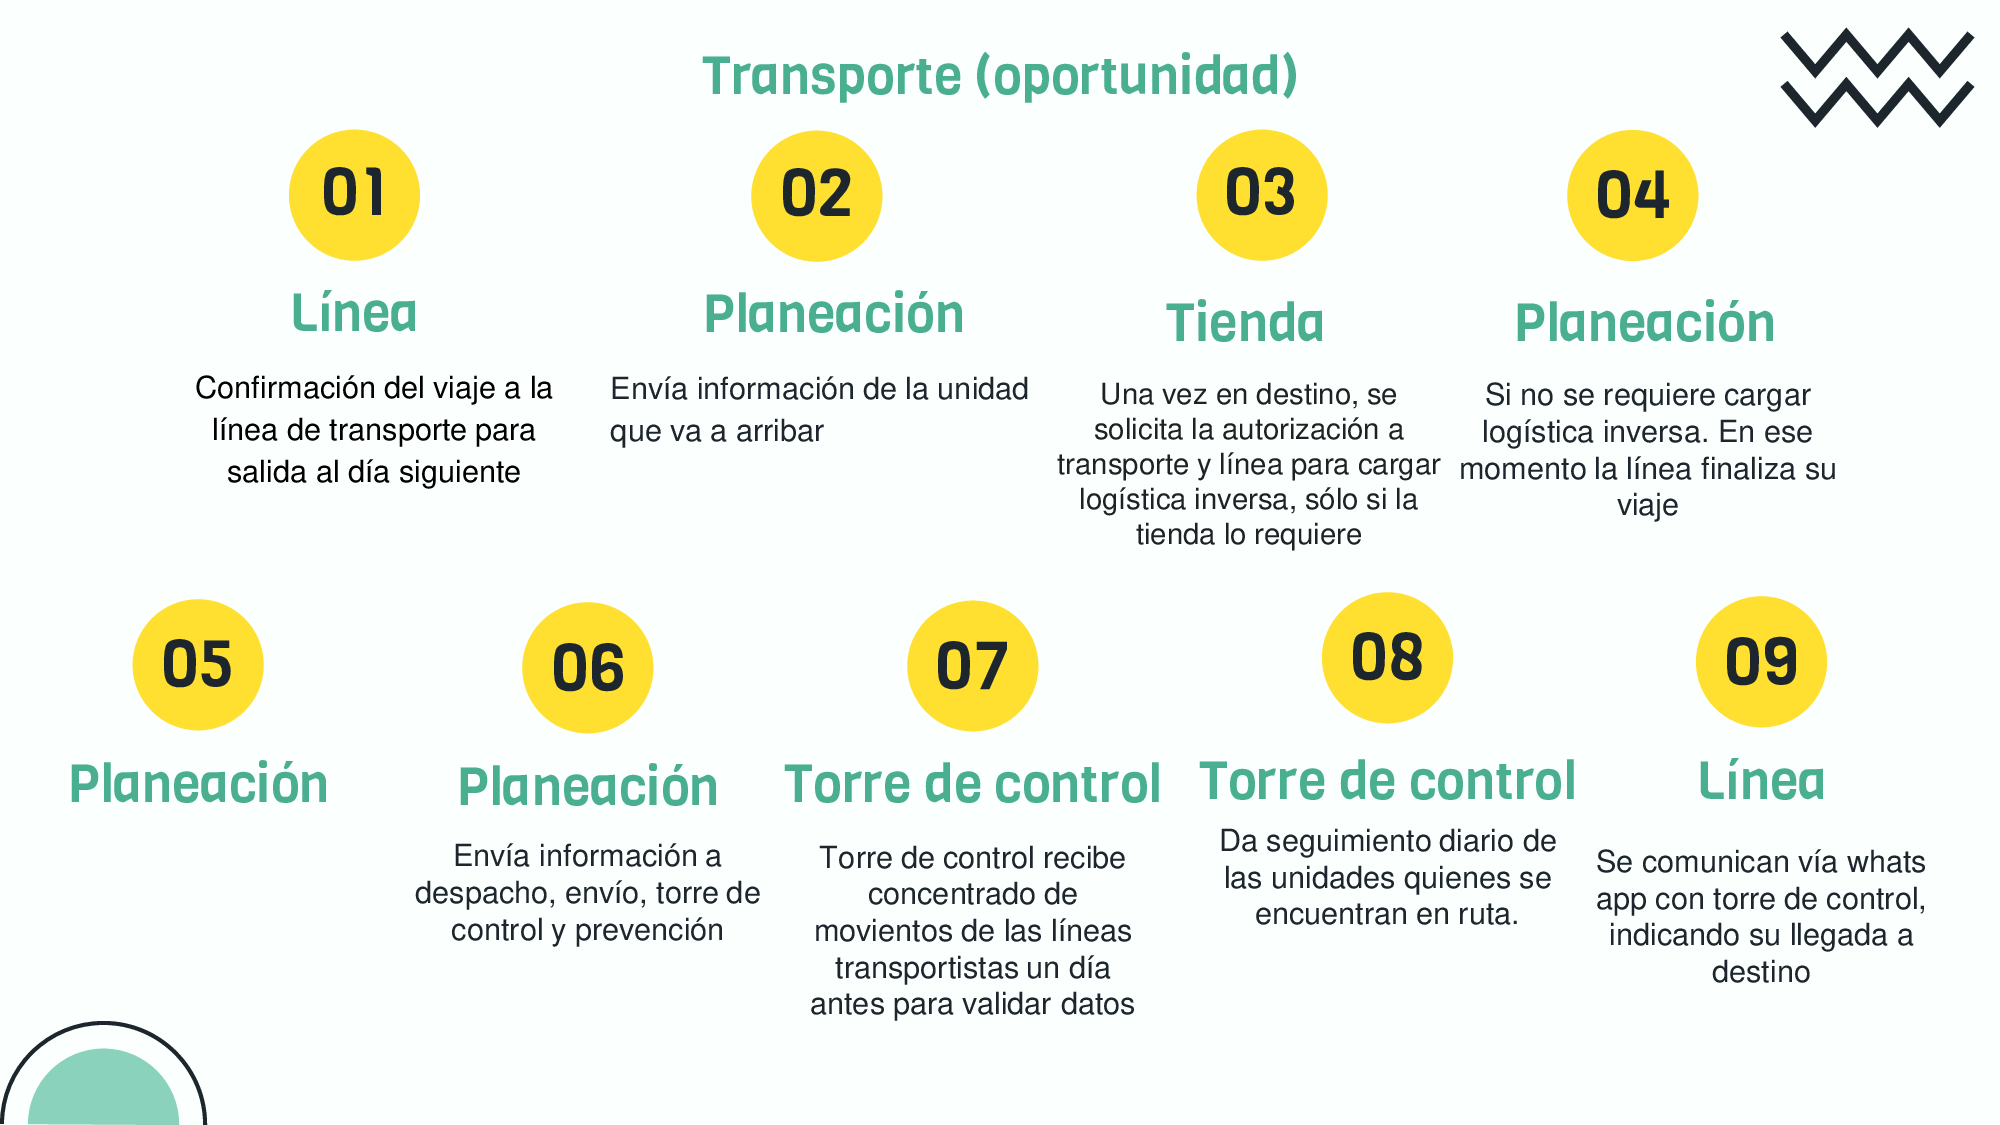 Transporte (oportunidad)
01
Línea
Confirmación del viaje a la
línea de transporte para
salida al día siguiente
02
Planeación
Envía información de la unidad
que va a arribar
03
Tienda
Una vez en destino, se
solicita la autorización a
transporte y línea para cargar
logística inversa, sólo si la
tienda lo requiere
04
Planeación
Si no se requiere cargar
logística inversa. En ese
momento la línea finaliza su
viaje
05
Planeación
06
Planeación
Envía información a
despacho, envío, torre de
control y prevención
07
Torre de control
Torre de control recibe
concentrado de
movientos de las líneas
transportistas un día
antes para validar datos
08
Torre de control
Da seguimiento diario de
las unidades quienes se
encuentran en ruta.
09
Línea
Se comunican vía whats
app con torre de control,
indicando su llegada a
destino